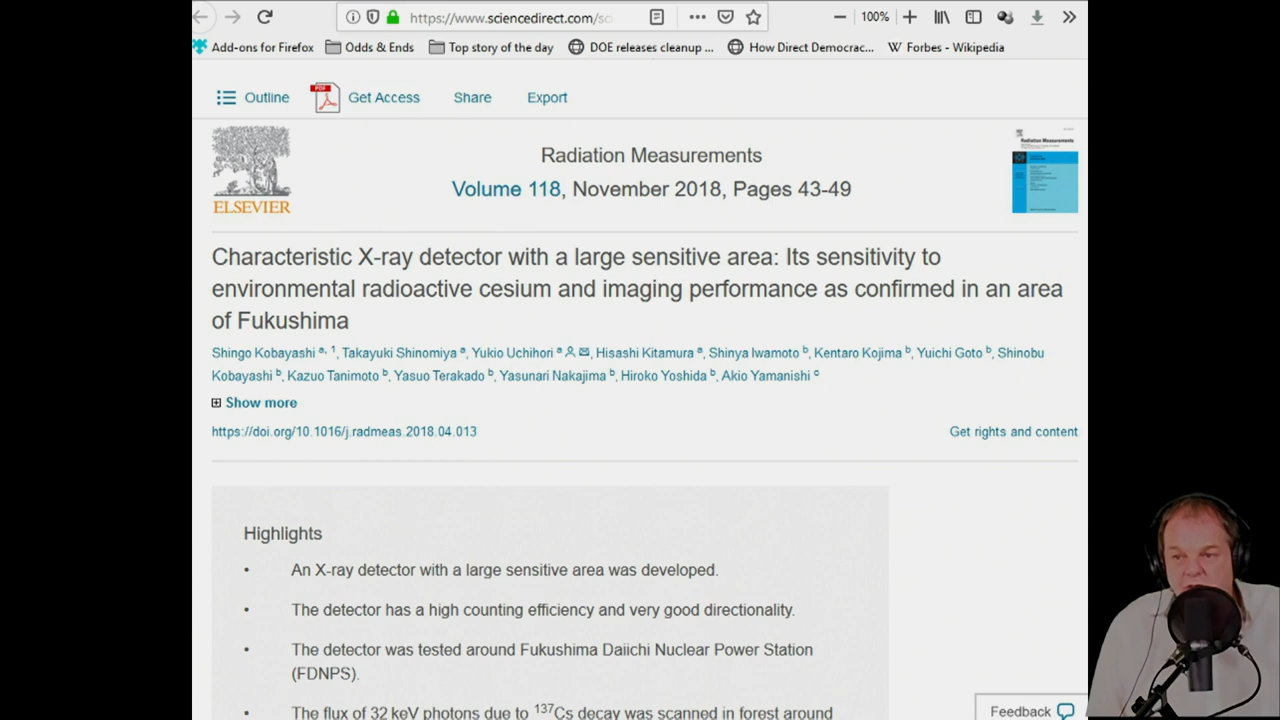 https://www.sciencedirect.com/sc
100%
Add-ons for Firefox Odds & Ends Top story of the day DOE releases cleanup ... How Direct Democrac... W Forbes - Wikipedia
Outline PDF Get Access Share Export
Radiation Measurements
Volume 118, November 2018, Pages 43-49
ELSEVIER
Radiation Measurements
Characteristic X-ray detector with a large sensitive area: Its sensitivity to
environmental radioactive cesium and imaging performance as confirmed in an area
of Fukushima
Shingo Kobayashi a, 1, Takayuki Shinomiya a, Yukio Uchihori a, Hisashi Kitamura a, Shinya Iwamoto b, Kentaro Kojima b, Yuichi Goto b, Shinobu
Kobayashi b, Kazuo Tanimoto b, Yasuo Terakado b, Yasunari Nakajima b, Hiroko Yoshida b, Akio Yamanishi c
Show more
https://doi.org/10.1016/j.radmeas.2018.04.013 Get rights and content
Highlights
• An X-ray detector with a large sensitive area was developed.
• The detector has a high counting efficiency and very good directionality.
• The detector was tested around Fukushima Daiichi Nuclear Power Station
(FDNPS).
• The flux of 32 keV photons due to 137Cs decay was scanned in forest around
Feedback